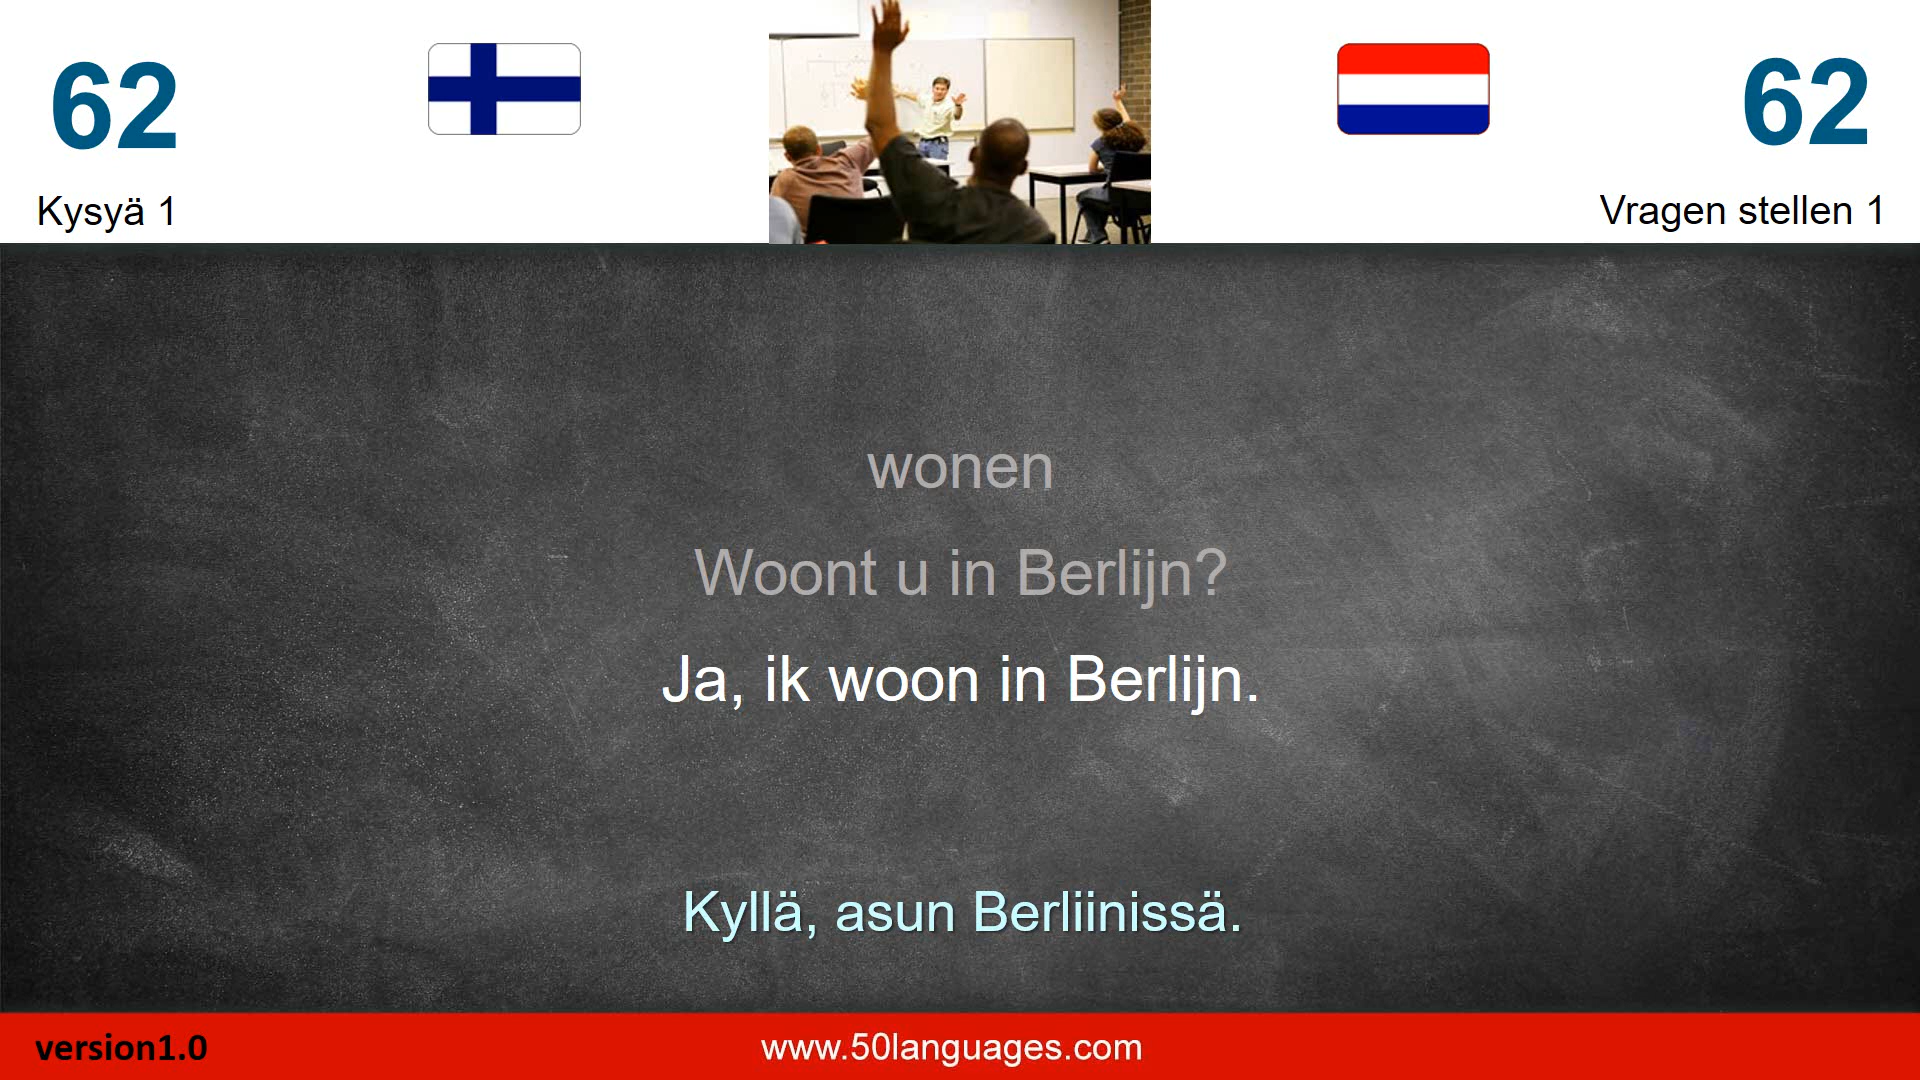 62
62
Kysyä 1
Vragen stellen 1
wonen
Woont u in Berlijn?
Ja, ik woon in Berlijn.
Kyllä, asun Berliinissä.
version1.0
www.50languages.com